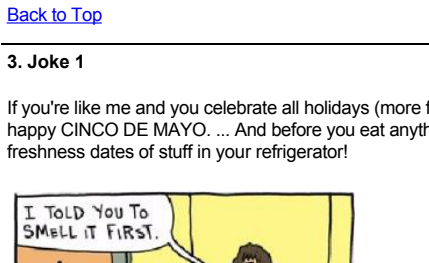 Back to Top
3. Joke 1
If you're like me and you celebrate all holidays (more
happy CINCO DE MAYO. ... And before you eat
freshness dates of stuff in your refrigerator!
I TOLD YOU TO
SMELL IT FIRST.